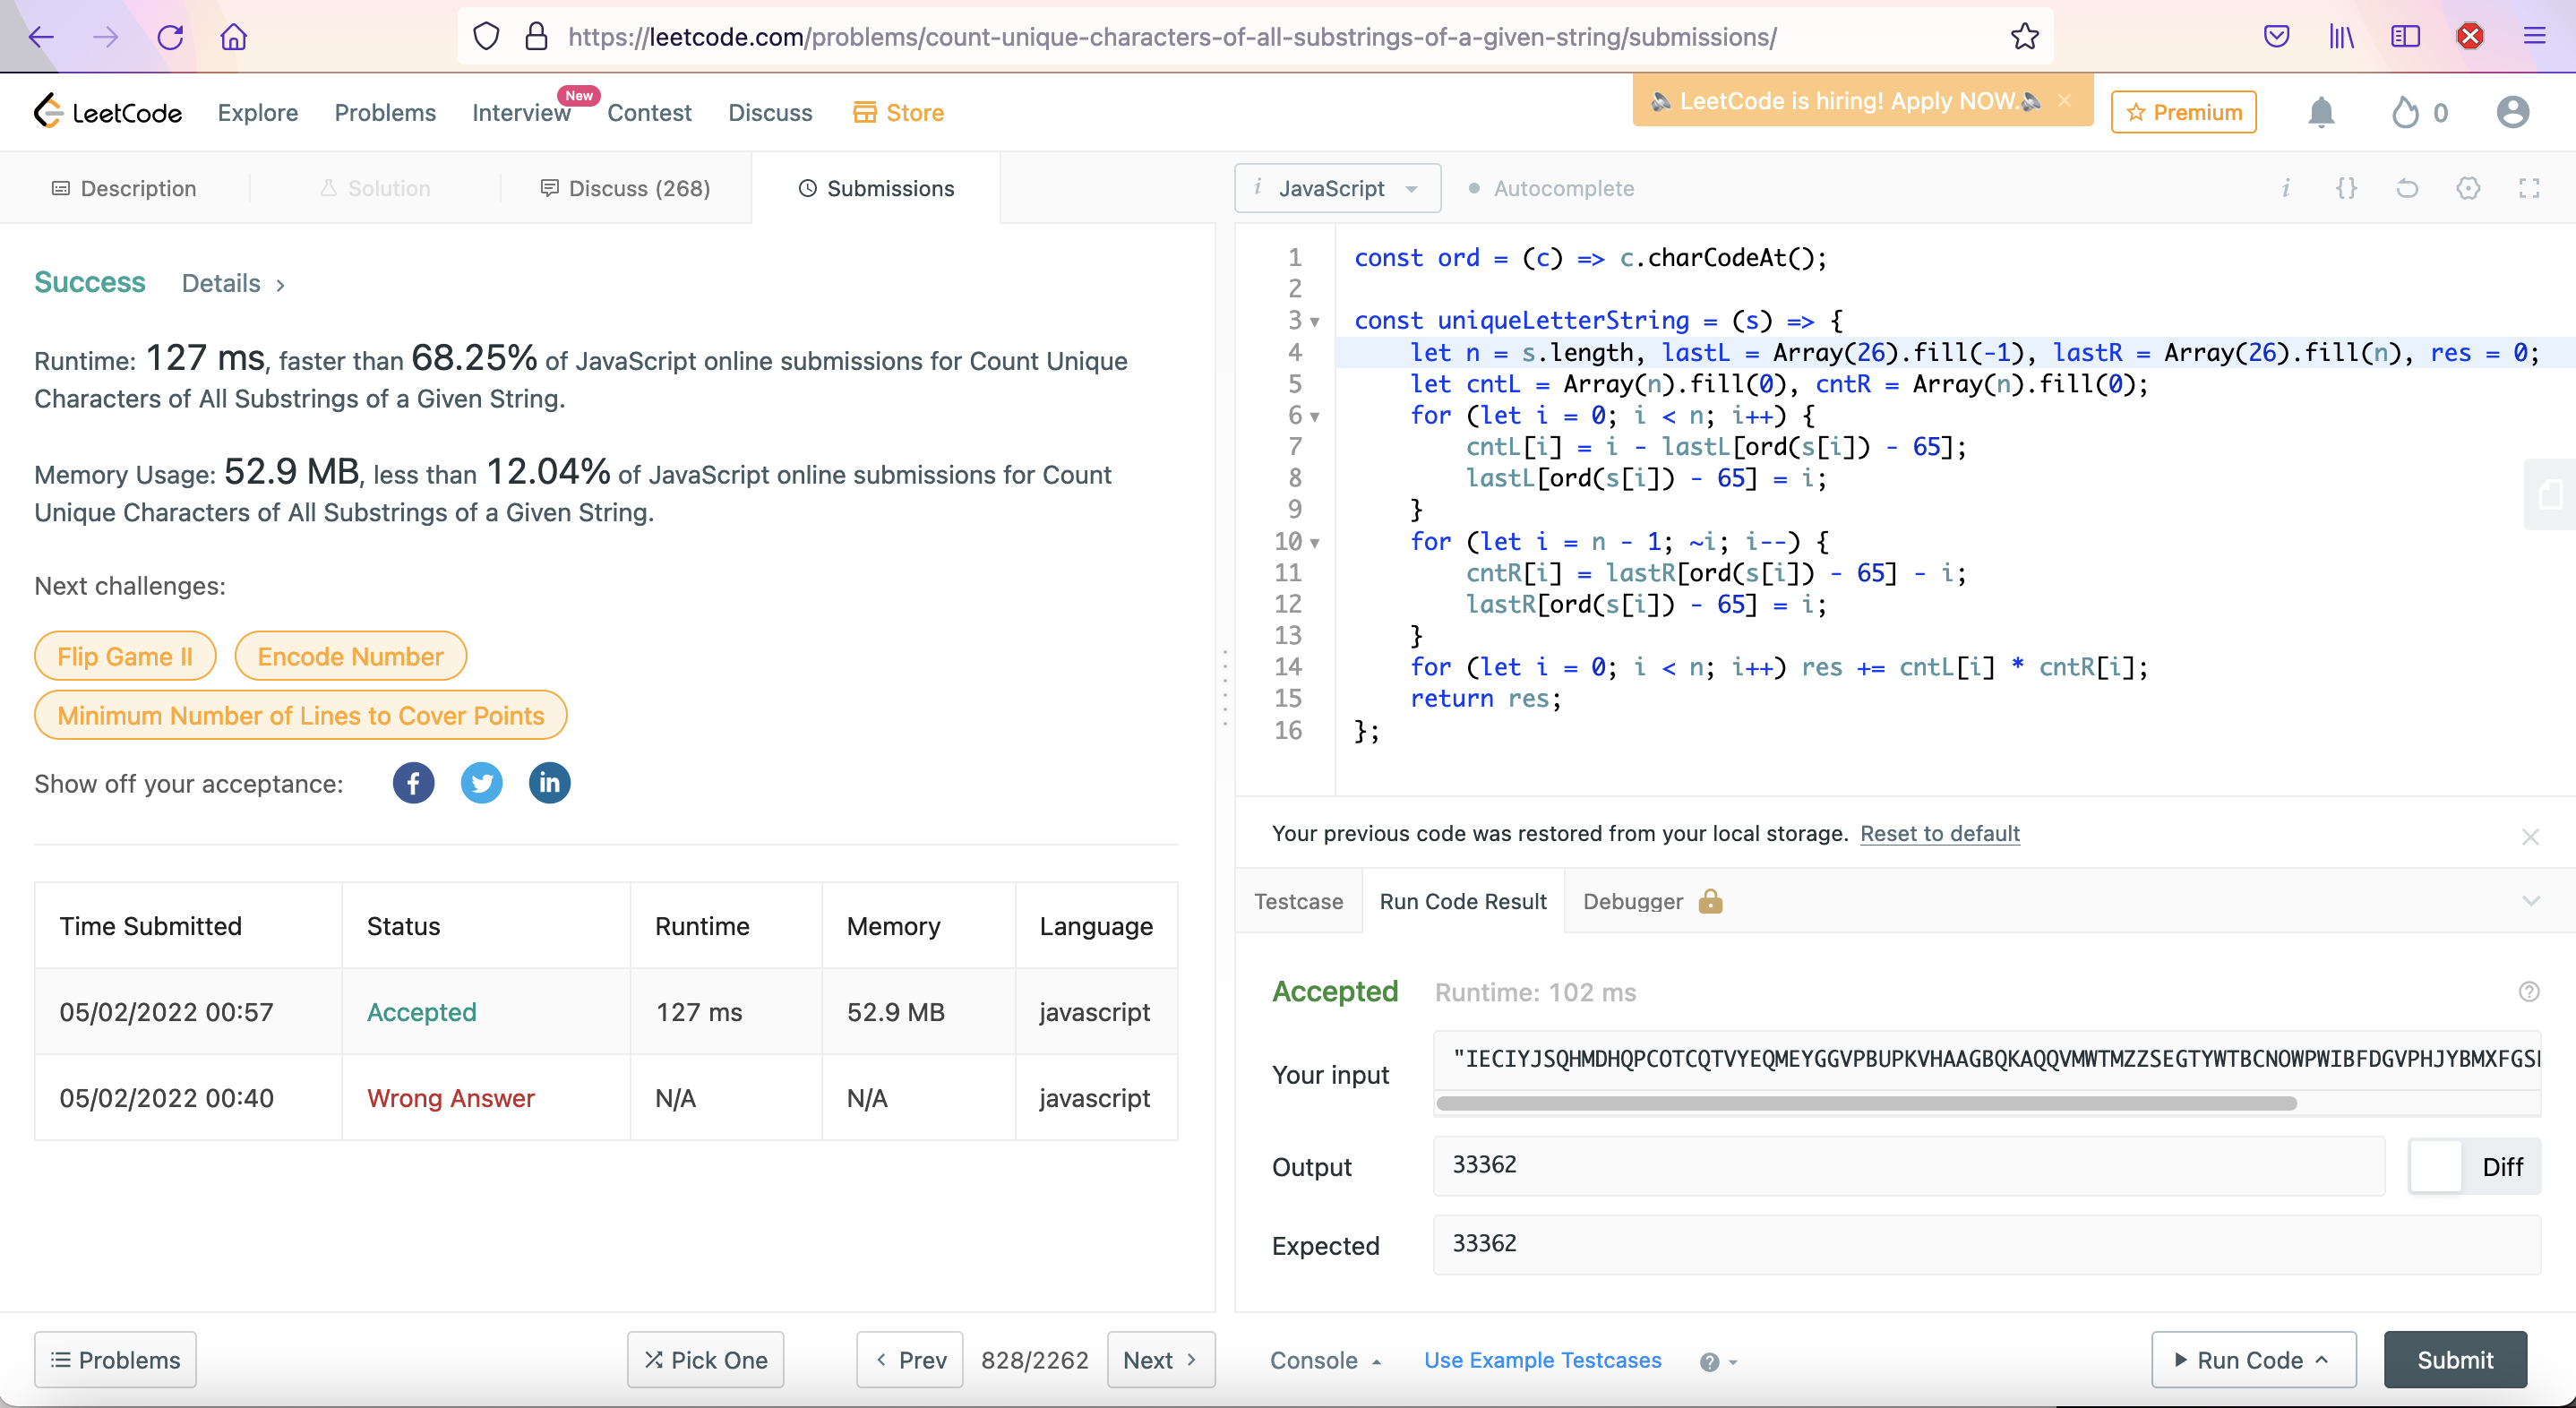 https://leetcode.com/problems/count-unique-characters-of-all-substrings-of-a-given-string/submissions/
LeetCode Explore Problems Interview New Contest Discuss Store
LeetCode is hiring! Apply NOW. Premium 0
Description Solution Discuss (268) Submissions
Success Details >
Runtime: 127 ms, faster than 68.25% of JavaScript online submissions for Count Unique
Characters of All Substrings of a Given String.
Memory Usage: 52.9 MB, less than 12.04% of JavaScript online submissions for Count
Unique Characters of All Substrings of a Given String.
Next challenges:
Flip Game II Encode Number
Minimum Number of Lines to Cover Points
Show off your acceptance: f in
Time Submitted Status Runtime Memory Language
05/02/2022 00:57 Accepted 127 ms 52.9 MB javascript
05/02/2022 00:40 Wrong Answer N/A N/A javascript
Problems Pick One < Prev 828/2262 Next >
i JavaScript Autocomplete i {}
1 const ord = (c) => c.charCodeAt();
2
3 const uniqueLetterString = (s) => {
4 let n = s.length, lastL = Array(26).fill(-1), lastR = Array(26).fill(n), res = 0;
5 let cntL = Array(n).fill(0), cntR = Array(n).fill(0);
6 for (let i = 0; i < n; i++) {
7 cntL[i] = i - lastL[ord(s[i]) - 65];
8 lastL[ord(s[i]) - 65] = i;
9 }
10 for (let i = n - 1; ~i; i--) {
11 cntR[i] = lastR[ord(s[i]) - 65] - i;
12 lastR[ord(s[i]) - 65] = i;
13 }
14 for (let i = 0; i < n; i++) res += cntL[i] * cntR[i];
15 return res;
16 };
Your previous code was restored from your local storage. Reset to default
Testcase Run Code Result Debugger
Accepted Runtime: 102 ms
Your input "IECIYJSQHMDHQPCOTCQTVYEQMEYGGVPBUPKVHAAGBQKAQQVMWTMZZSEGTYWTBCNOWPWIBFDGVPHJYBMXFGS
Output 33362 Diff
Expected 33362
Console Use Example Testcases ? Run Code Submit